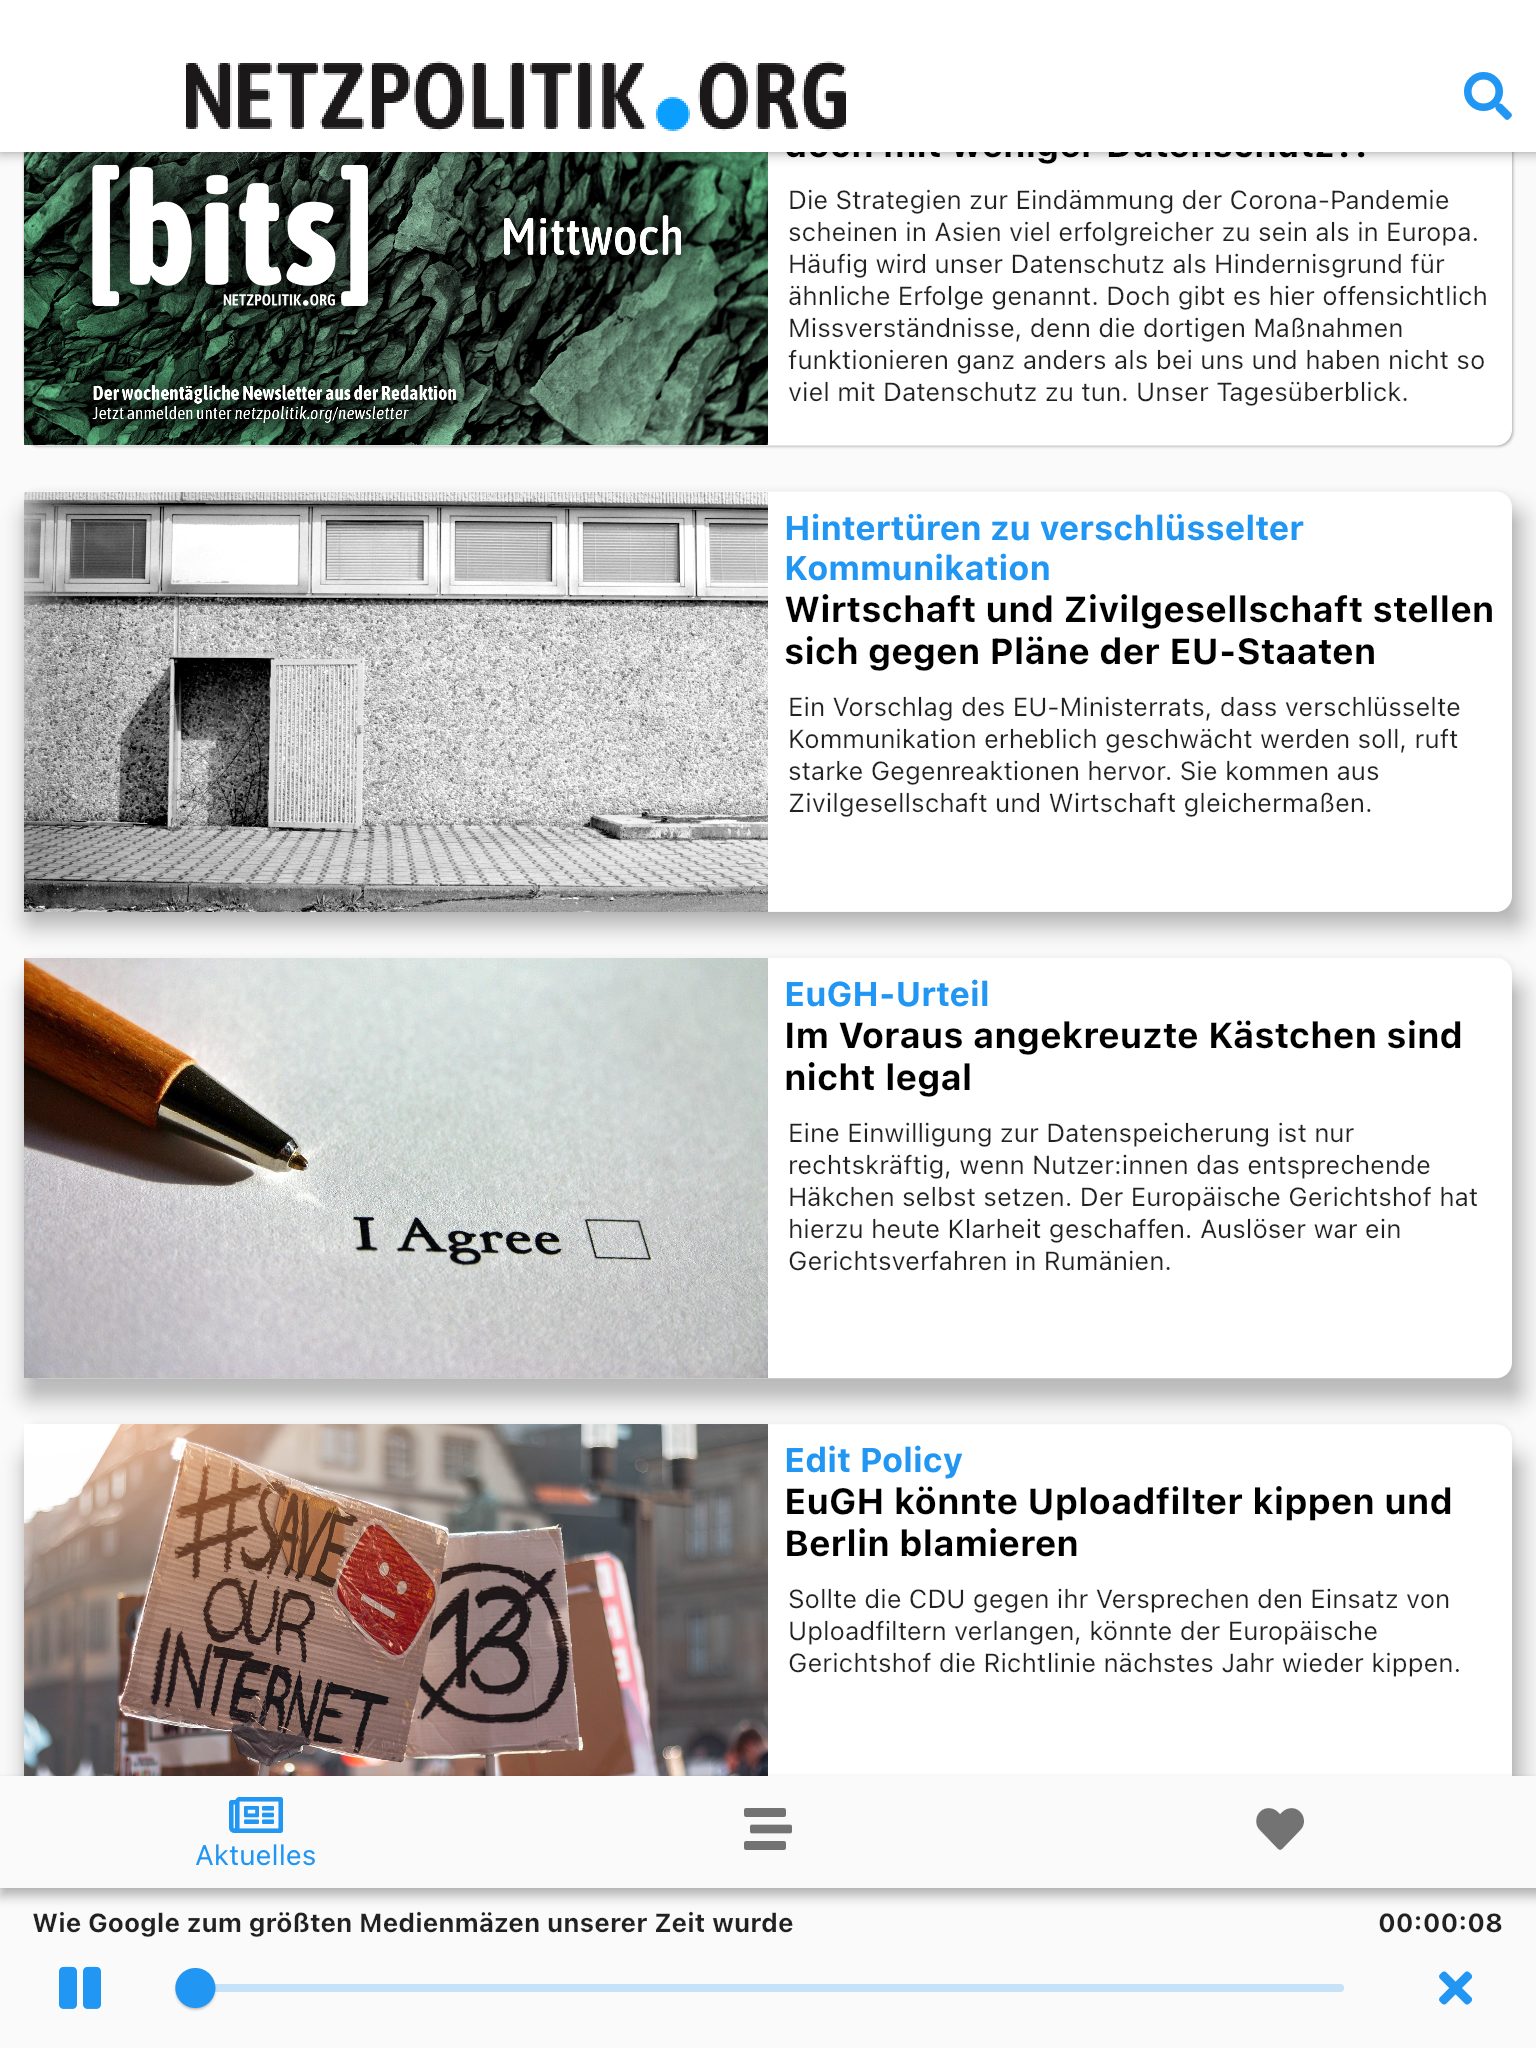 NETZPOLITIK.ORG
doch mit weniger Datenschutz??
[bits]
NETZPOLITIK.ORG
Mittwoch
Der wochentägliche Newsletter aus der Redaktion
Jetzt anmelden unter netzpolitik.org/newsletter
Die Strategien zur Eindämmung der Corona-Pandemie
scheinen in Asien viel erfolgreicher zu sein als in Europa.
Häufig wird unser Datenschutz als Hindernisgrund für
ähnliche Erfolge genannt. Doch gibt es hier offensichtlich
Missverständnisse, denn die dortigen Maßnahmen
funktionieren ganz anders als bei uns und haben nicht so
viel mit Datenschutz zu tun. Unser Tagesüberblick.
Hintertüren zu verschlüsselter
Kommunikation
Wirtschaft und Zivilgesellschaft stellen
sich gegen Pläne der EU-Staaten
Ein Vorschlag des EU-Ministerrats, dass verschlüsselte
Kommunikation erheblich geschwächt werden soll, ruft
starke Gegenreaktionen hervor. Sie kommen aus
Zivilgesellschaft und Wirtschaft gleichermaßen.
I Agree
EuGH-Urteil
Im Voraus angekreuzte Kästchen sind
nicht legal
Eine Einwilligung zur Datenspeicherung ist nur
rechtskräftig, wenn Nutzer:innen das entsprechende
Häkchen selbst setzen. Der Europäische Gerichtshof hat
hierzu heute Klarheit geschaffen. Auslöser war ein
Gerichtsverfahren in Rumänien.
#SAVE
OUR
INTERNET
13
Edit Policy
EuGH könnte Uploadfilter kippen und
Berlin blamieren
Sollte die CDU gegen ihr Versprechen den Einsatz von
Uploadfiltern verlangen, könnte der Europäische
Gerichtshof die Richtlinie nächstes Jahr wieder kippen.
Aktuelles
Wie Google zum größten Medienmäzen unserer Zeit wurde
00:00:08